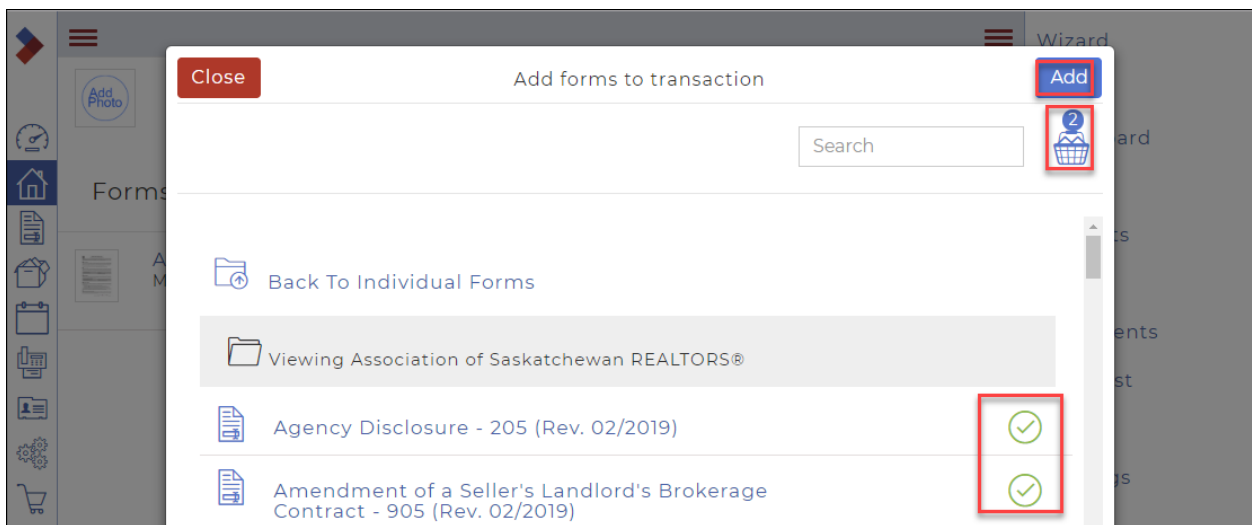 Wizard
Close
Add forms to transaction
Add
Add
Photo
2
Search
ard
Forms
ts
A
M
Back To Individual Forms
ents
Viewing Association of Saskatchewan REALTORS®
st
Agency Disclosure - 205 (Rev. 02/2019)
gs
Amendment of a Seller's Landlord's Brokerage
Contract - 905 (Rev. 02/2019)